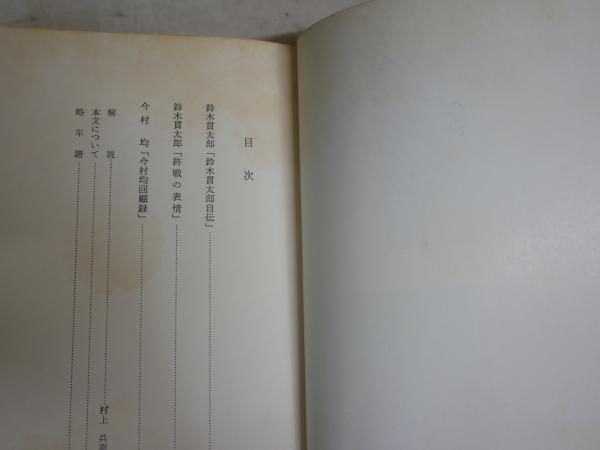 目次
鈴木貫太郎「鈴木貫太郎自伝」
鈴木貫太郎「終戦の表情」
今村 均「今村均回顧録」
解説 村上 兵衛
本文について
略年譜